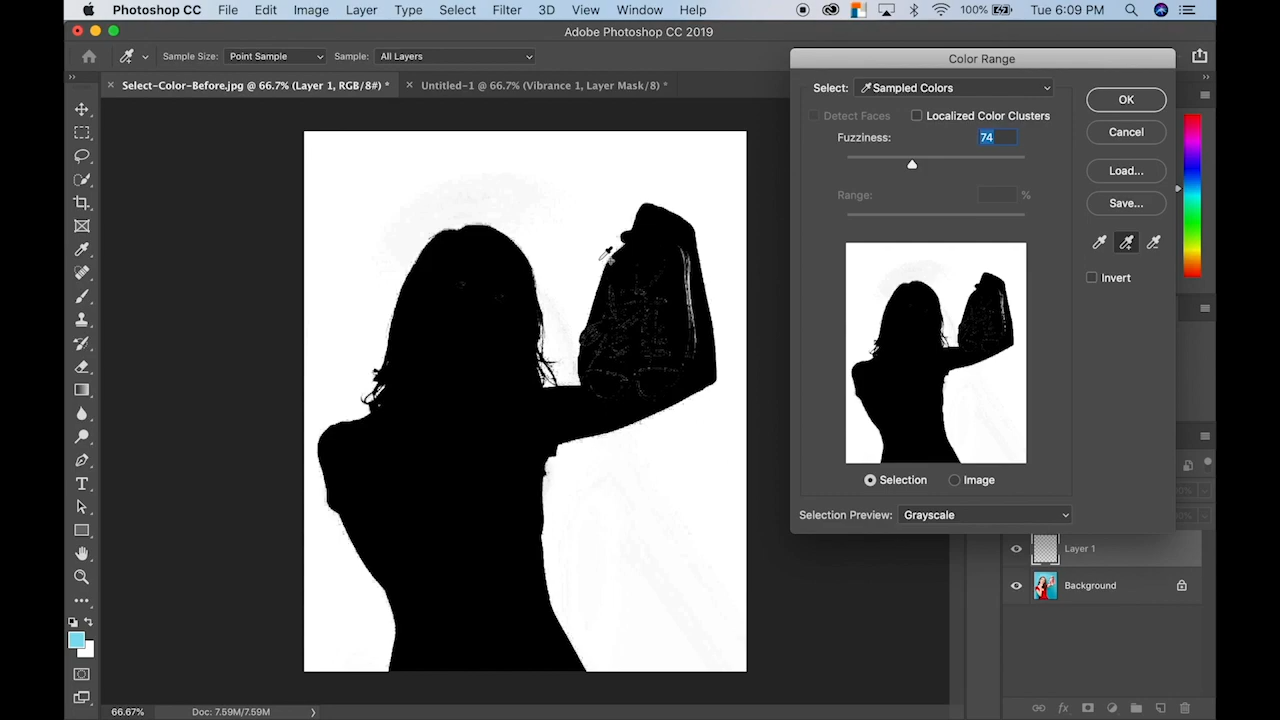 Photoshop CC File Edit Image Layer Type Select Filter 3D View Window Help 100% Tue 6:09 PM
Adobe Photoshop CC 2019
Sample Size: Point Sample Sample: All Layers
Select-Color-Before.jpg @ 66.7% (Layer 1, RGB/8#) * Untitled-1 @ 66.7% (Vibrance 1, Layer Mask/8) *
Color Range
Select: Sampled Colors
Detect Faces Localized Color Clusters
Fuzziness: 74
Range: %
OK
Cancel
Load...
Save...
Invert
Selection Image
Selection Preview: Grayscale
Layer 1
Background
66.67% Doc: 7.59M/7.59M